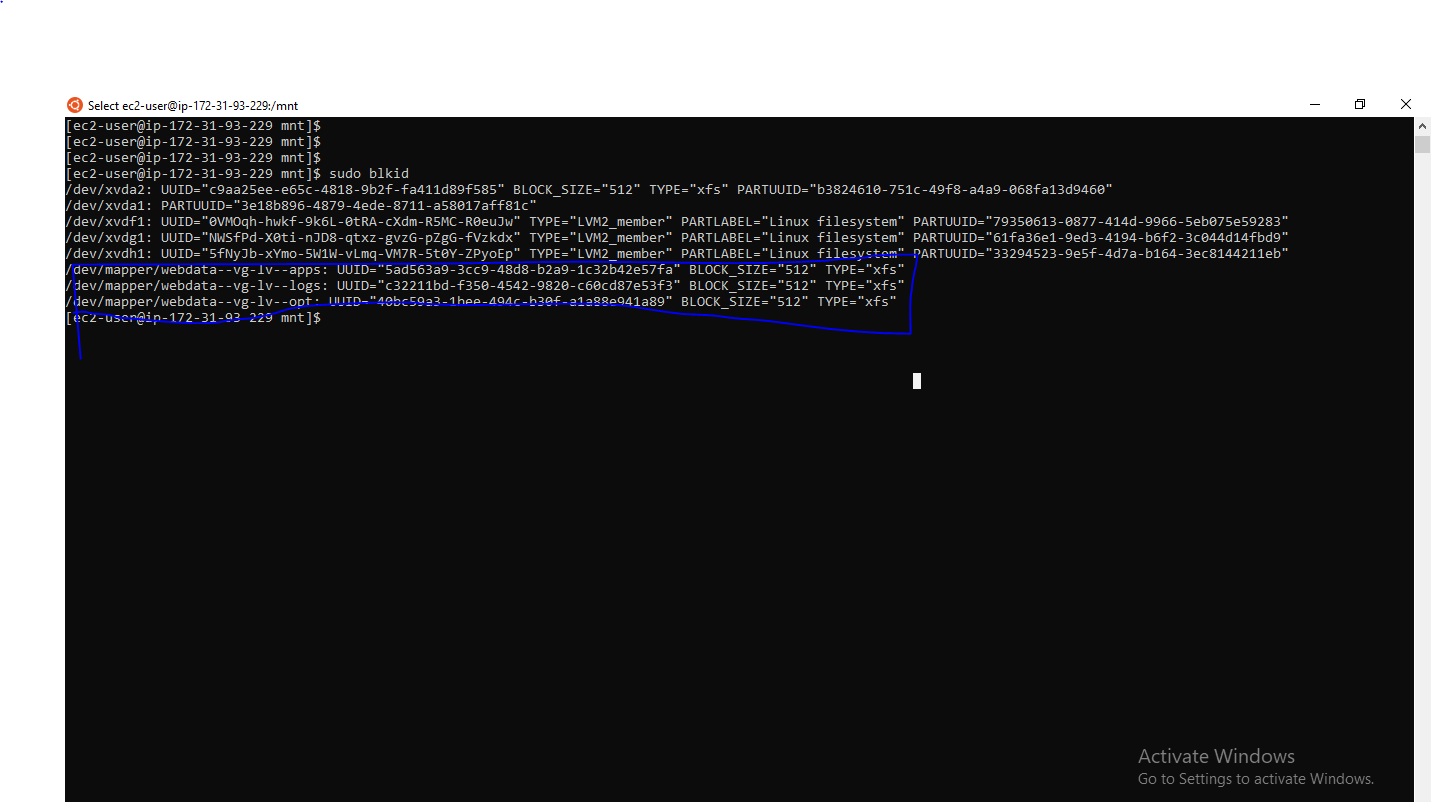 Select ec2-user@ip-172-31-93-229:/mnt
[ec2-user@ip-172-31-93-229 mnt]$
[ec2-user@ip-172-31-93-229 mnt]$
[ec2-user@ip-172-31-93-229 mnt]$
[ec2-user@ip-172-31-93-229 mnt]$ sudo blkid
/dev/xvda2: UUID="c9aa25ee-e65c-4818-9b2f-fa411d89f585" BLOCK_SIZE="512" TYPE="xfs" PARTUUID="b3824610-751c-49f8-a4a9-068fa13d9460"
/dev/xvda1: PARTUUID="3e18b896-4879-4ede-8711-a58017aff81c"
/dev/xvdf1: UUID="0VMOqh-hwkf-9k6L-0tRA-cXdm-R5MC-R0euJw" TYPE="LVM2_member" PARTLABEL="Linux filesystem" PARTUUID="79350613-0877-414d-9966-5eb075e59283"
/dev/xvdg1: UUID="NWSfPd-X0ti-nJD8-qtxz-gvzG-pZgG-fVzkdx" TYPE="LVM2_member" PARTLABEL="Linux filesystem" PARTUUID="61fa36e1-9ed3-4194-b6f2-3c044d14fbd9"
/dev/xvdh1: UUID="5fNyJb-xYmo-5W1W-vLmq-VM7R-5t0Y-ZPyoEp" TYPE="LVM2_member" PARTLABEL="Linux filesystem" PARTUUID="33294523-9e5f-4d7a-b164-3ec8144211eb"
/dev/mapper/webdata--vg-lv--apps: UUID="5ad563a9-3cc9-48d8-b2a9-1c32b42e57fa" BLOCK_SIZE="512" TYPE="xfs"
/dev/mapper/webdata--vg-lv--logs: UUID="c32211bd-f350-4542-9820-c60cd87e53f3" BLOCK_SIZE="512" TYPE="xfs"
/dev/mapper/webdata--vg-lv--opt: UUID="40bc59a3-1bee-494c-b30f-a1a88e941a89" BLOCK_SIZE="512" TYPE="xfs"
[ec2-user@ip-172-31-93-229 mnt]$
Activate Windows
Go to Settings to activate Windows.